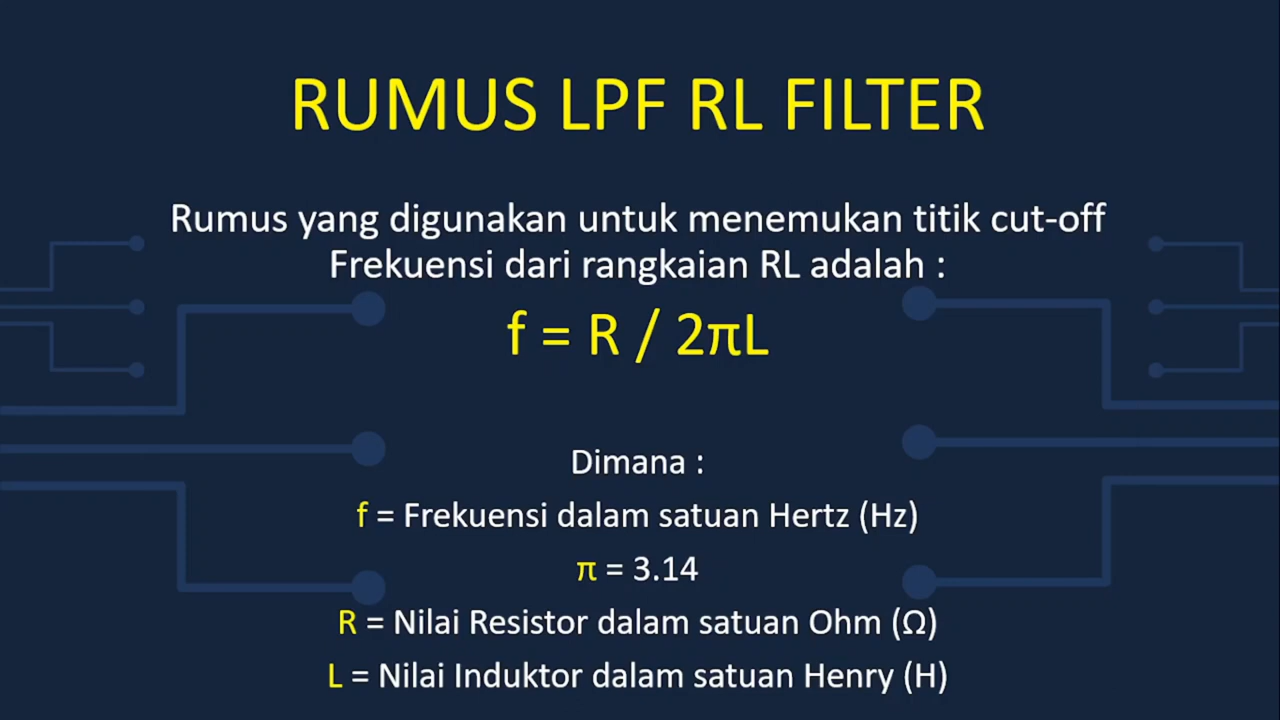 RUMUS LPF RL FILTER
Rumus yang digunakan untuk menemukan titik cut-off
Frekuensi dari rangkaian RL adalah :
f = R / 2πL
Dimana :
f = Frekuensi dalam satuan Hertz (Hz)
π = 3.14
R = Nilai Resistor dalam satuan Ohm (Ω)
L = Nilai Induktor dalam satuan Henry (H)